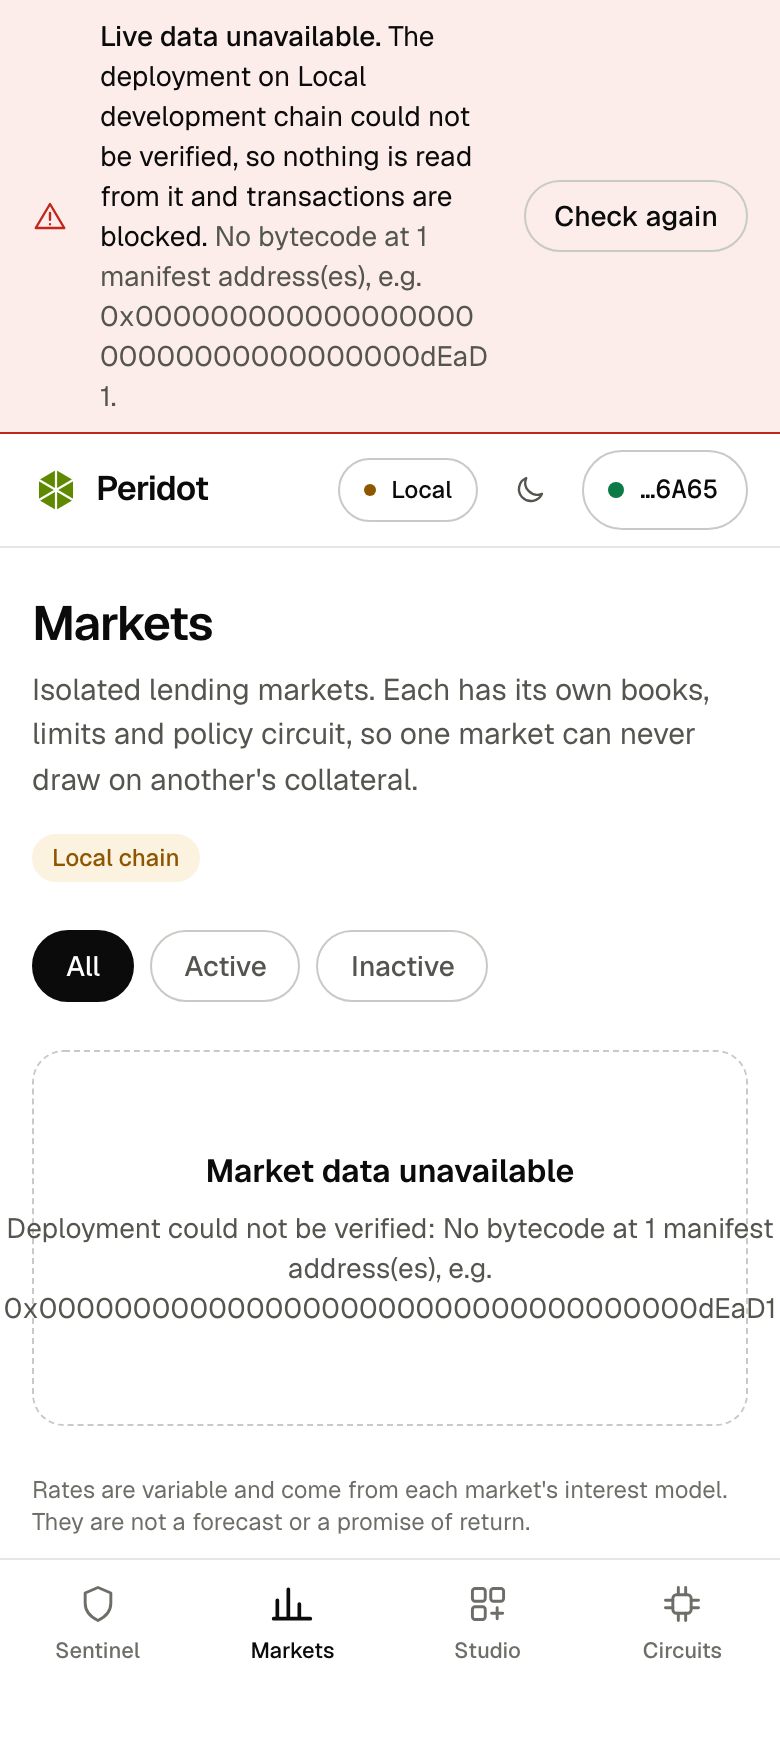 Live data unavailable. The
deployment on Local
development chain could not
be verified, so nothing is read
from it and transactions are
blocked. No bytecode at 1
manifest address(es), e.g.
0x000000000000000000
00000000000000000dEaD
1.
Check again
Peridot
Local
…6A65
Markets
Isolated lending markets. Each has its own books,
limits and policy circuit, so one market can never
draw on another's collateral.
Local chain
All
Active
Inactive
Market data unavailable
Deployment could not be verified: No bytecode at 1 manifest
address(es), e.g.
0x00000000000000000000000000000000000dEaD1
Rates are variable and come from each market's interest model.
They are not a forecast or a promise of return.
Sentinel
Markets
Studio
Circuits